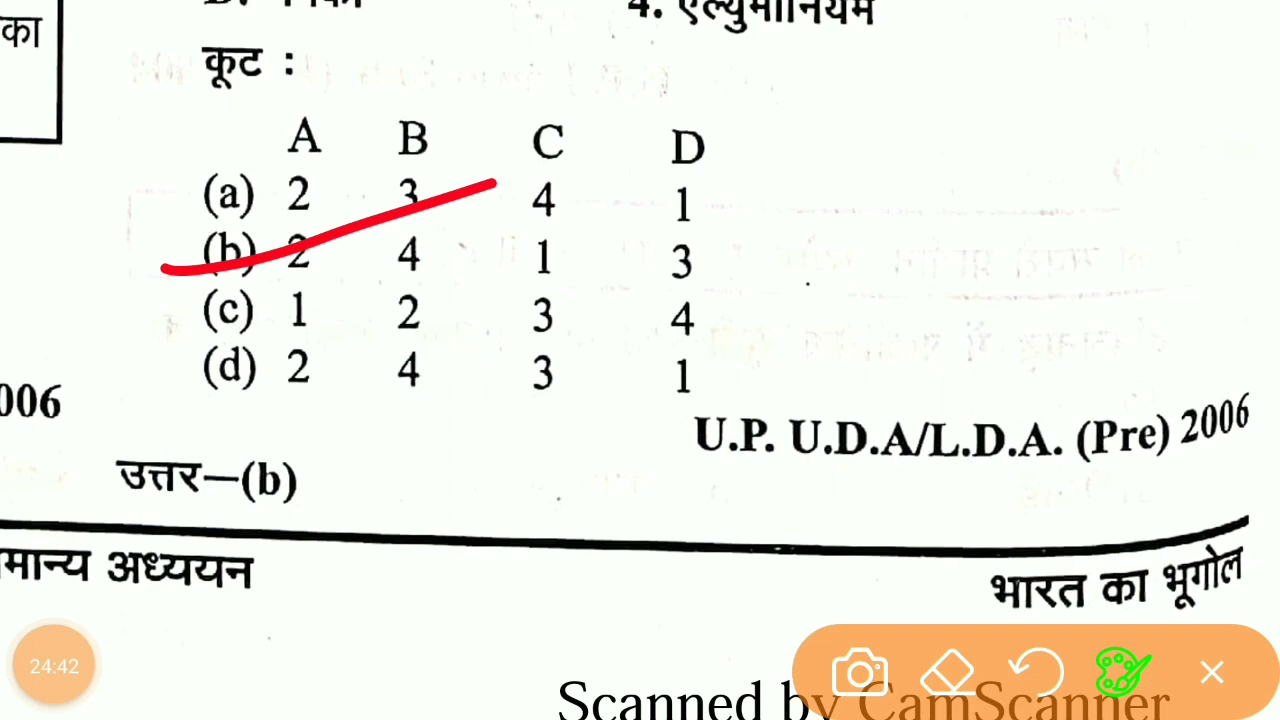 का
4. एल्युमीनियम
कूट :
A B C D
(a) 2 3 4 1
(b) 2 4 1 3
(c) 1 2 3 4
(d) 2 4 3 1
006
U.P. U.D.A/L.D.A. (Pre) 2006
उत्तर—(b)
मान्य अध्ययन
भारत का भूगोल
24:42
Scanned by CamScanner